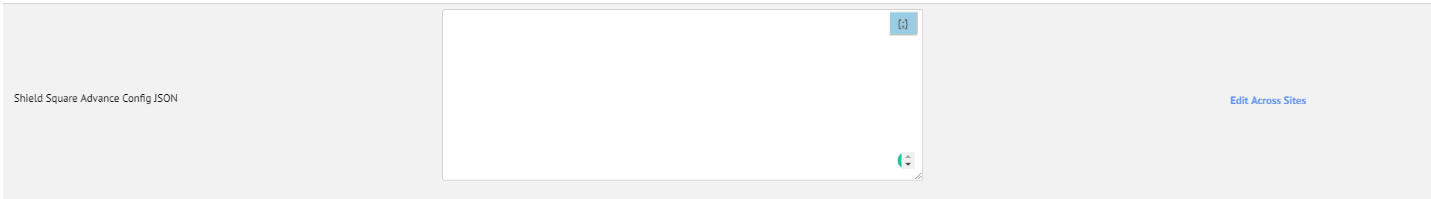 {;}
Shield Square Advance Config JSON
Edit Across Sites